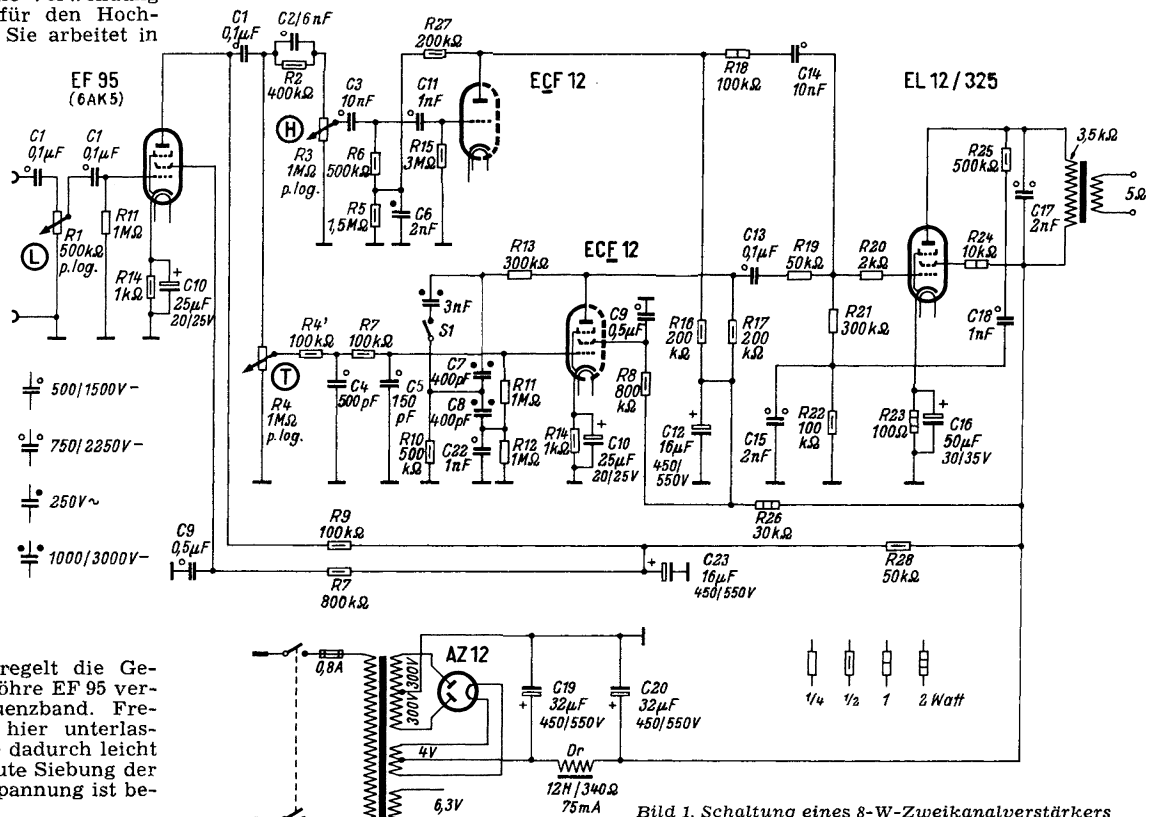 für den Hoch-
Sie arbeitet in
EF 95
(6AK5)
C1
0,1µF
C1
0,1µF
R1
500kΩ
p.log.
L
R11
1MΩ
R14
1kΩ
C10
25µF
20/25V
C1
0,1µF
C2/6nF
R2
400kΩ
H
R3
1MΩ
p.log.
C3
10nF
R6
500kΩ
R5
1,5MΩ
C11
1nF
C6
2nF
R15
3MΩ
R27
200kΩ
ECF 12
R18
100kΩ
C14
10nF
EL 12/325
R25
500kΩ
3,5kΩ
C17
2nF
5Ω
R24
10kΩ
C18
1nF
ECF 12
R13
300kΩ
3nF
S1
C9
0,5µF
C13
0,1µF
R19
50kΩ
R20
2kΩ
R16
200
kΩ
R17
200
kΩ
R21
300kΩ
R4'
100kΩ
R7
100kΩ
T
R4
1MΩ
p.log.
C4
500pF
C5
150
pF
C7
400pF
C8
400pF
R11
1MΩ
R10
500
kΩ
C22
1nF
R12
1MΩ
R14
1kΩ
C10
25µF
20/25V
R8
800
kΩ
C12
16µF
450/
550V
C15
2nF
R22
100
kΩ
R23
100Ω
C16
50µF
30/35V
500/1500V–
750/2250V–
250V~
1000/3000V–
R26
30kΩ
C9
0,5µF
R9
100kΩ
R7
800kΩ
C23
16µF
450/550V
R28
50kΩ
regelt die Ge-
öhre EF 95 ver-
uenzband. Fre-
hier unterlas-
dadurch leicht
ute Siebung der
pannung ist be-
0,8A
300V
300V
AZ 12
4V
6,3V
C19
32µF
450/550V
C20
32µF
450/550V
Dr
12H/340Ω
75mA
1/4
1/2
1
2 Watt
Bild 1. Schaltung eines 8-W-Zweikanalverstärkers